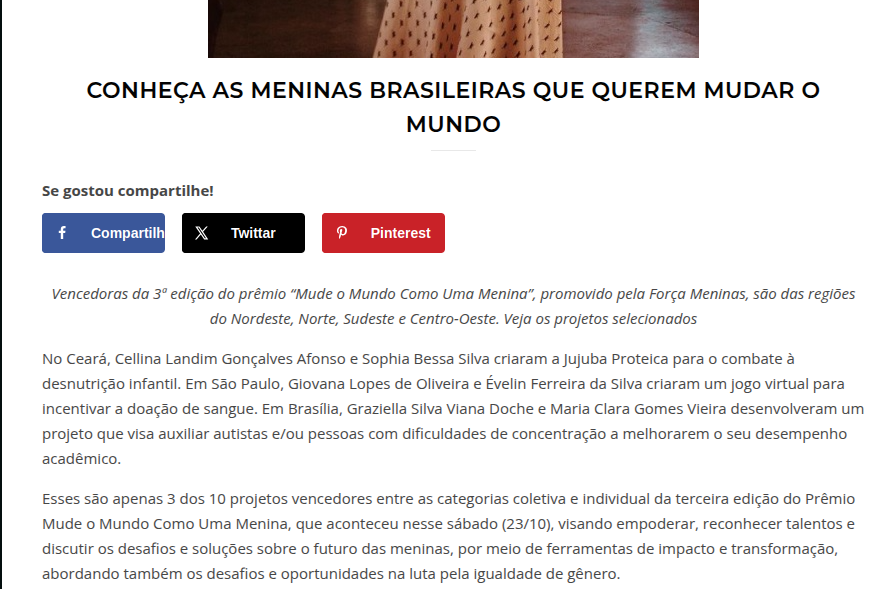 CONHEÇA AS MENINAS BRASILEIRAS QUE QUEREM MUDAR O
MUNDO
Se gostou compartilhe!
Compartilh
Twittar
Pinterest
Vencedoras da 3ª edição do prêmio “Mude o Mundo Como Uma Menina”, promovido pela Força Meninas, são das regiões
do Nordeste, Norte, Sudeste e Centro-Oeste. Veja os projetos selecionados
No Ceará, Cellina Landim Gonçalves Afonso e Sophia Bessa Silva criaram a Jujuba Proteica para o combate à
desnutrição infantil. Em São Paulo, Giovana Lopes de Oliveira e Évelin Ferreira da Silva criaram um jogo virtual para
incentivar a doação de sangue. Em Brasília, Graziella Silva Viana Doche e Maria Clara Gomes Vieira desenvolveram um
projeto que visa auxiliar autistas e/ou pessoas com dificuldades de concentração a melhorarem o seu desempenho
acadêmico.
Esses são apenas 3 dos 10 projetos vencedores entre as categorias coletiva e individual da terceira edição do Prêmio
Mude o Mundo Como Uma Menina, que aconteceu nesse sábado (23/10), visando empoderar, reconhecer talentos e
discutir os desafios e soluções sobre o futuro das meninas, por meio de ferramentas de impacto e transformação,
abordando também os desafios e oportunidades na luta pela igualdade de gênero.